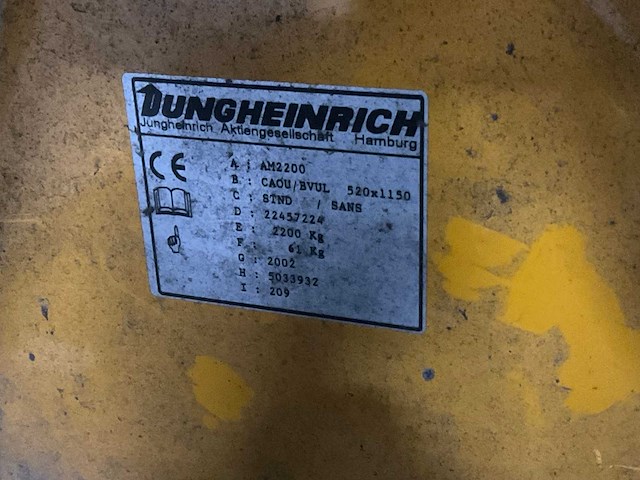 JUNGHEINRICH
Jungheinrich Aktiengesellschaft Hamburg
CE
A : AM2200
B : CAOU/BVUL 520x1150
C : STND / SANS
D : 22457224
E : 2200 Kg
F : 61 Kg
G : 2002
H : 5033932
I : 209